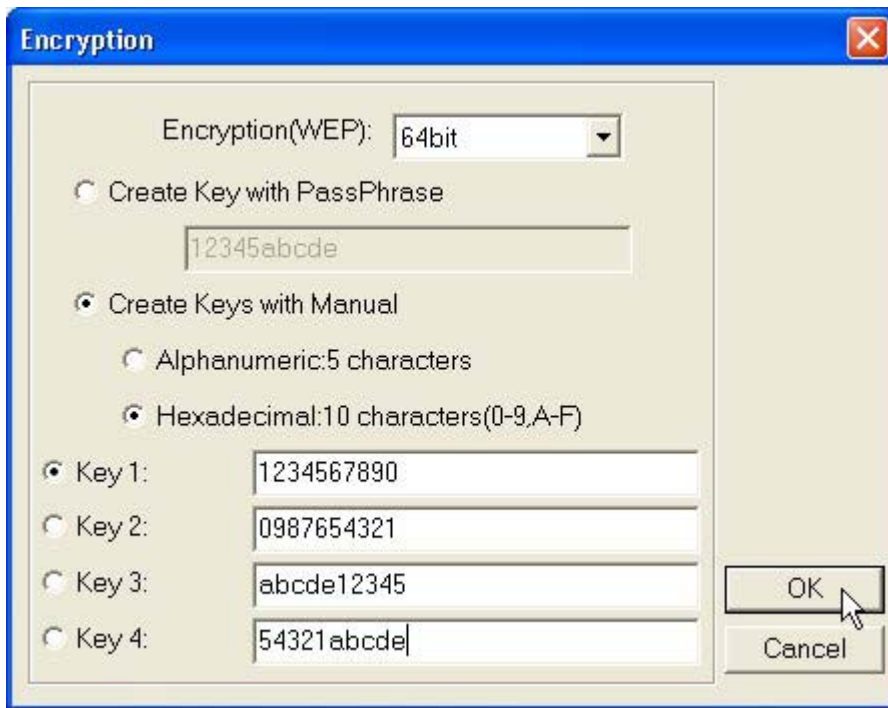 Encryption
Encryption(WEP): 64bit
Create Key with PassPhrase
12345abcde
Create Keys with Manual
Alphanumeric:5 characters
Hexadecimal:10 characters(0-9,A-F)
Key 1: 1234567890
Key 2: 0987654321
Key 3: abcde12345
Key 4: 54321abcde
OK
Cancel